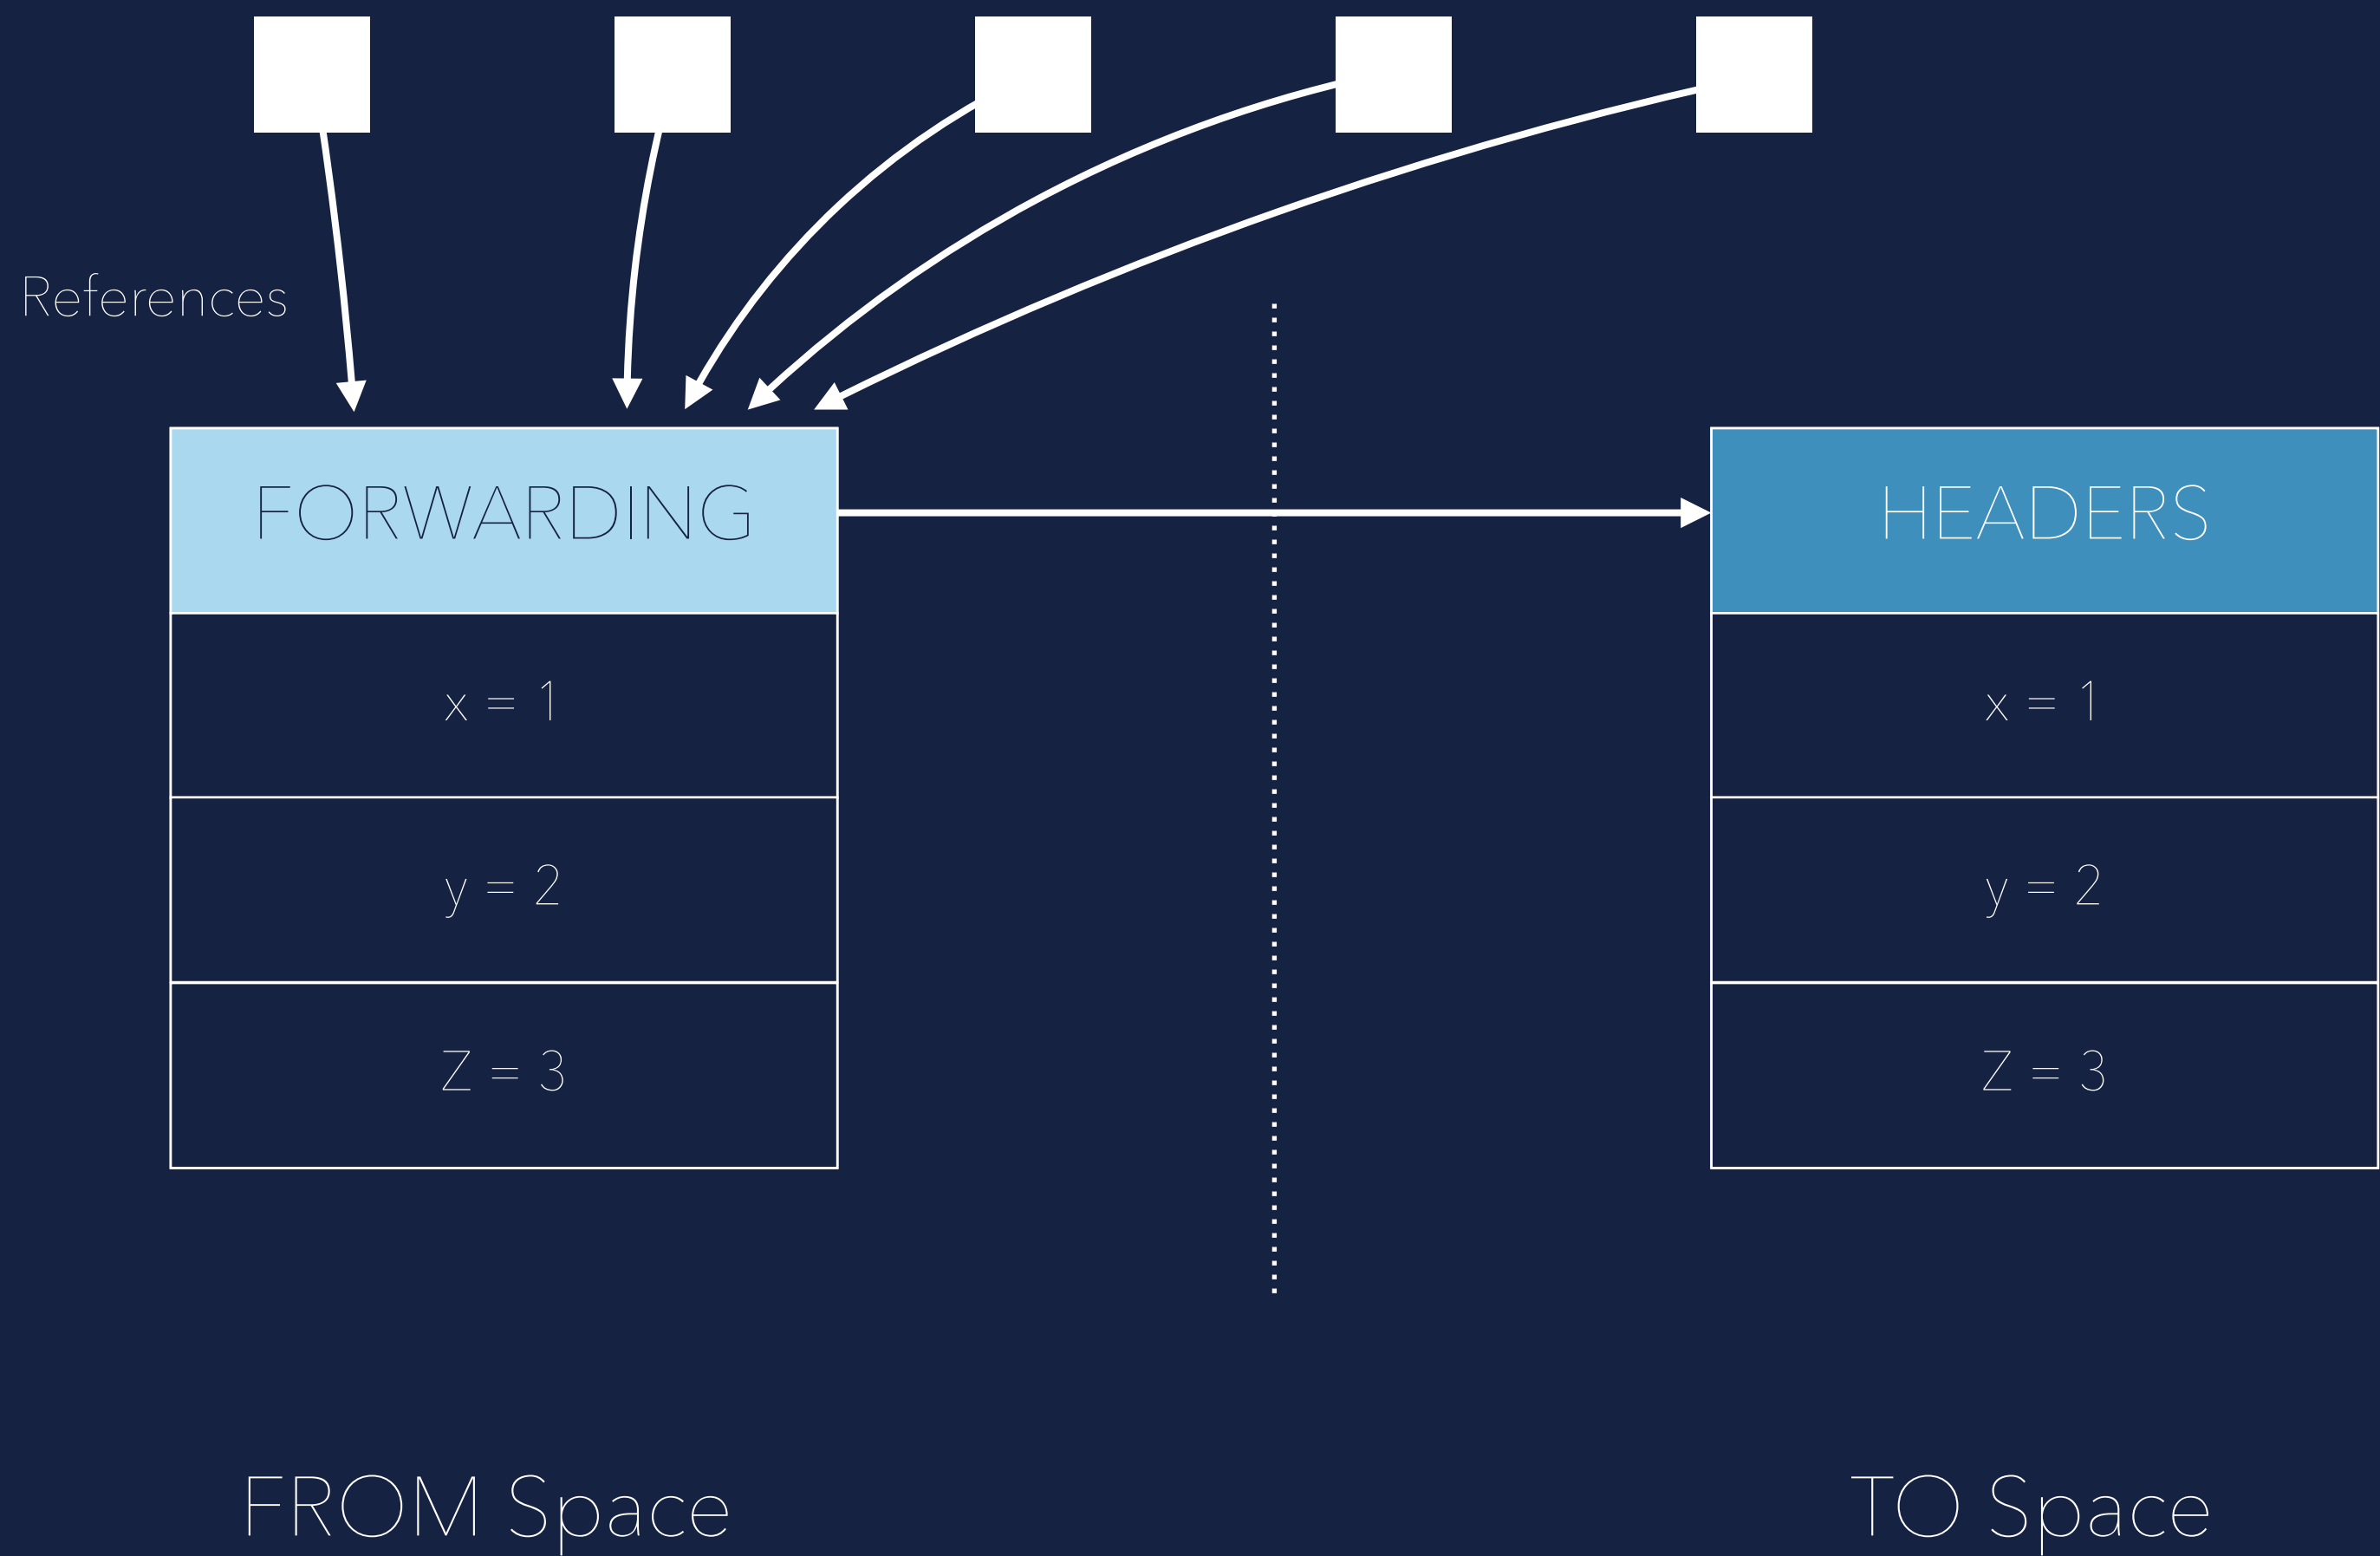 References
FORWARDING
HEADERS
x = 1
x = 1
y = 2
y = 2
Z = 3
Z = 3
FROM Space
TO Space